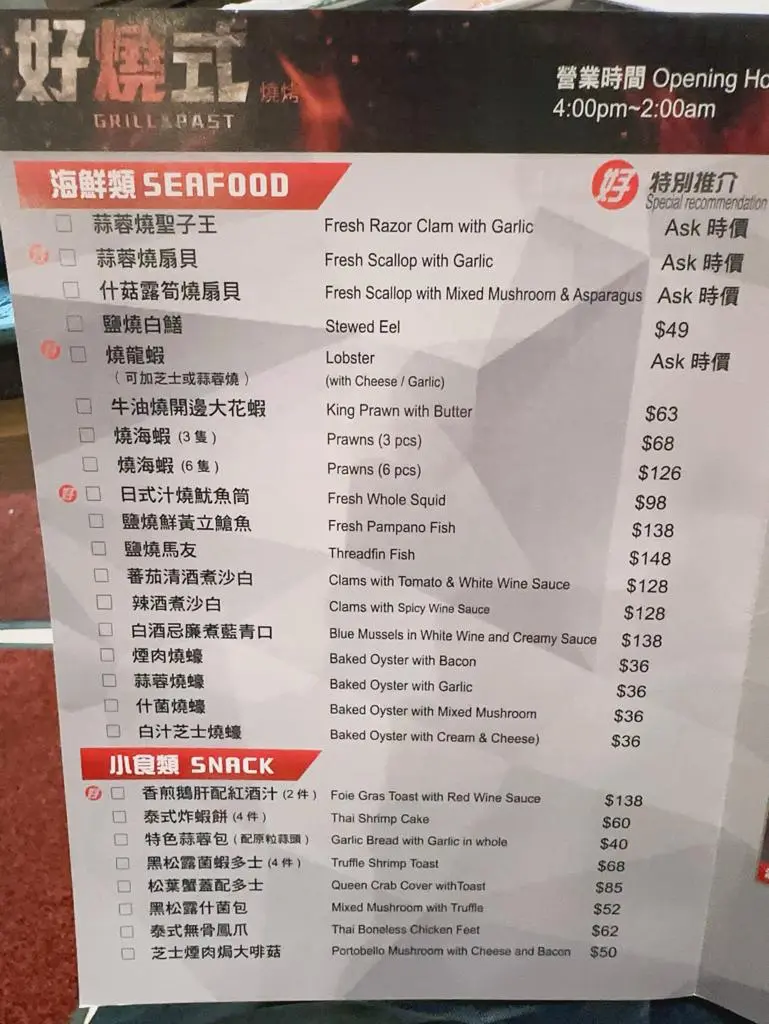 好燒式 燒烤
GRILL&PAST
營業時間 Opening Ho
4:00pm~2:00am
海鮮類 SEAFOOD
好 特別推介
Special recommendation
蒜蓉燒聖子王 Fresh Razor Clam with Garlic Ask 時價
好 蒜蓉燒扇貝 Fresh Scallop with Garlic Ask 時價
什菇露筍燒扇貝 Fresh Scallop with Mixed Mushroom & Asparagus Ask 時價
鹽燒白鱔 Stewed Eel $49
好 燒龍蝦 Lobster Ask 時價
（可加芝士或蒜蓉燒） (with Cheese / Garlic)
牛油燒開邊大花蝦 King Prawn with Butter $63
燒海蝦 (3 隻) Prawns (3 pcs) $68
燒海蝦 (6 隻) Prawns (6 pcs) $126
好 日式汁燒魷魚筒 Fresh Whole Squid $98
鹽燒鮮黃立鯧魚 Fresh Pampano Fish $138
鹽燒馬友 Threadfin Fish $148
蕃茄清酒煮沙白 Clams with Tomato & White Wine Sauce $128
辣酒煮沙白 Clams with Spicy Wine Sauce $128
白酒忌廉煮藍青口 Blue Mussels in White Wine and Creamy Sauce $138
煙肉燒蠔 Baked Oyster with Bacon $36
蒜蓉燒蠔 Baked Oyster with Garlic $36
什菌燒蠔 Baked Oyster with Mixed Mushroom $36
白汁芝士燒蠔 Baked Oyster with Cream & Cheese) $36
小食類 SNACK
好 香煎鵝肝配紅酒汁 (2 件) Foie Gras Toast with Red Wine Sauce $138
泰式炸蝦餅 (4 件) Thai Shrimp Cake $60
特色蒜蓉包 (配原粒蒜頭) Garlic Bread with Garlic in whole $40
黑松露菌蝦多士 (4 件) Truffle Shrimp Toast $68
松葉蟹蓋配多士 Queen Crab Cover withToast $85
黑松露什菌包 Mixed Mushroom with Truffle $52
泰式無骨鳳爪 Thai Boneless Chicken Feet $62
芝士煙肉焗大啡菇 Portobello Mushroom with Cheese and Bacon $50